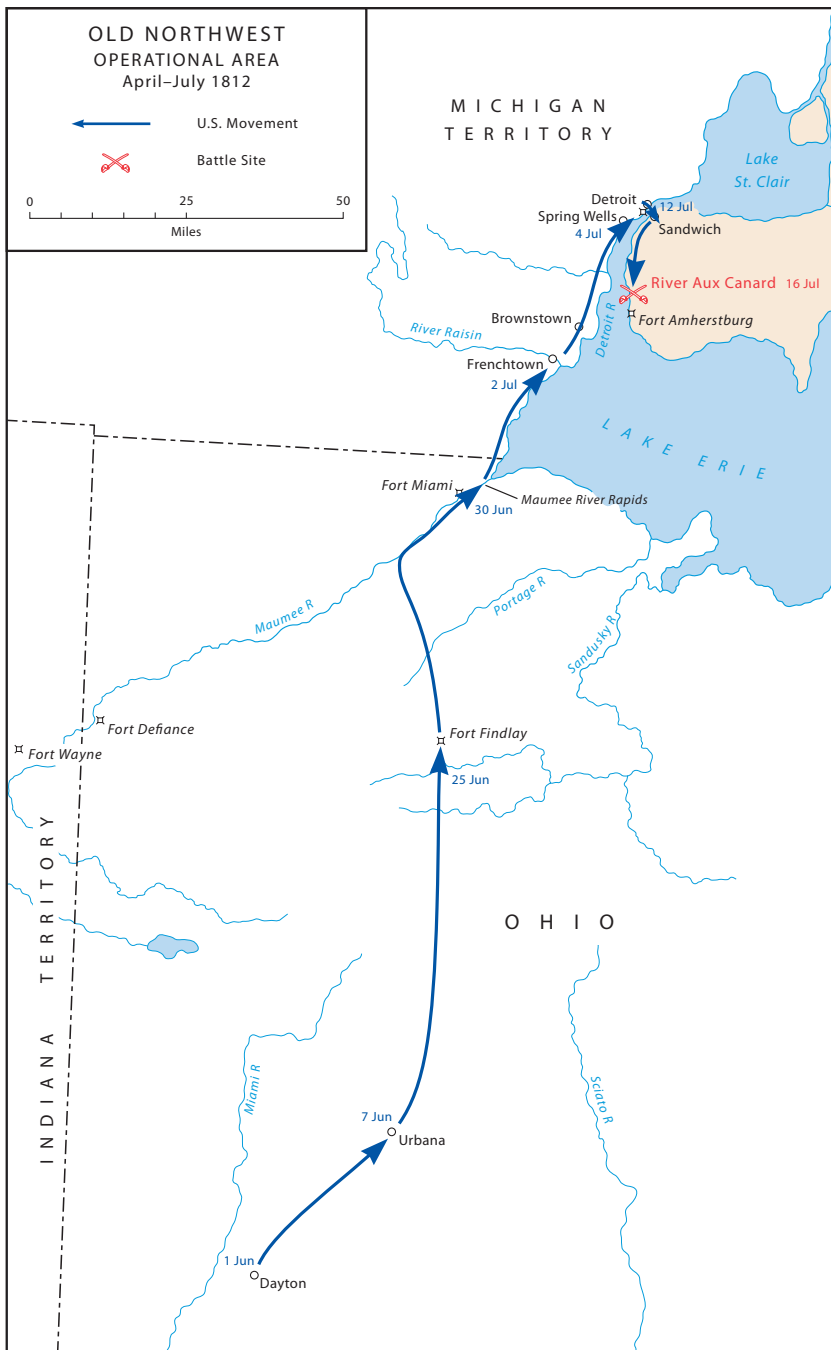 OLD NORTHWEST
OPERATIONAL AREA
April–July 1812
U.S. Movement
Battle Site
0 25 50
Miles
MICHIGAN
TERRITORY
Lake
St. Clair
Detroit
12 Jul
Spring Wells
4 Jul
Sandwich
River Aux Canard 16 Jul
Fort Amherstburg
Detroit R
Brownstown
River Raisin
Frenchtown
2 Jul
LAKE ERIE
Fort Miami
Maumee River Rapids
30 Jun
Maumee R
Portage R
Sandusky R
Fort Defiance
Fort Wayne
Fort Findlay
25 Jun
INDIANA TERRITORY
OHIO
Miami R
Sciato R
7 Jun
Urbana
1 Jun
Dayton